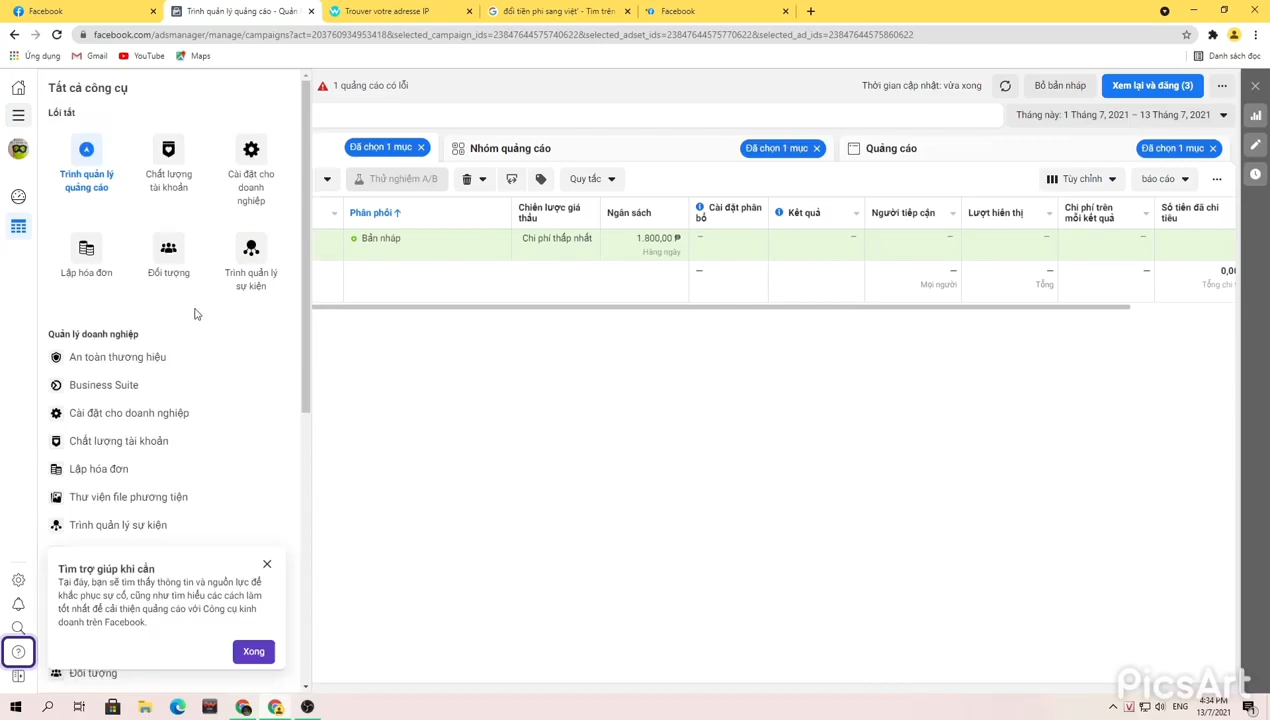 Facebook
Trình quản lý quảng cáo - Quản
Trouver votre adresse IP
đổi tiền phi sang việt' - Tìm trên
Facebook
facebook.com/adsmanager/manage/campaigns?act=203760934953418&selected_campaign_ids=23847644575740622&selected_adset_ids=23847644575770622&selected_ad_ids=23847644575860622
Ứng dụng
Gmail
YouTube
Maps
Danh sách đọc
Tất cả công cụ
Lối tắt
Trình quản lý
quảng cáo
Chất lượng
tài khoản
Cài đặt cho
doanh
nghiệp
Lập hóa đơn
Đối tượng
Trình quản lý
sự kiện
Quản lý doanh nghiệp
An toàn thương hiệu
Business Suite
Cài đặt cho doanh nghiệp
Chất lượng tài khoản
Lập hóa đơn
Thư viện file phương tiện
Trình quản lý sự kiện
Tìm trợ giúp khi cần
Tại đây, bạn sẽ tìm thấy thông tin và nguồn lực để
khắc phục sự cố, cũng như tìm hiểu các cách làm
tốt nhất để cải thiện quảng cáo với Công cụ kinh
doanh trên Facebook.
Xong
Đối tượng
1 quảng cáo có lỗi
Thời gian cập nhật: vừa xong
Bỏ bản nháp
Xem lại và đăng (3)
Tháng này: 1 Tháng 7, 2021 – 13 Tháng 7, 2021
Đã chọn 1 mục
Nhóm quảng cáo
Đã chọn 1 mục
Quảng cáo
Đã chọn 1 mục
Thử nghiệm A/B
Quy tắc
Tùy chỉnh
báo cáo
Phân phối
Chiến lược giá
thầu
Ngân sách
Cài đặt phân
bổ
Kết quả
Người tiếp cận
Lượt hiển thị
Chi phí trên
mỗi kết quả
Số tiền đã chi
tiêu
Bản nháp
Chi phí thấp nhất
1.800,00 ₱
Hàng ngày
—
—
—
—
—
—
—
—
—
0,00
Mọi người
Tổng
Tổng chi
PicsArt
ENG
4:34 PM
13/7/2021